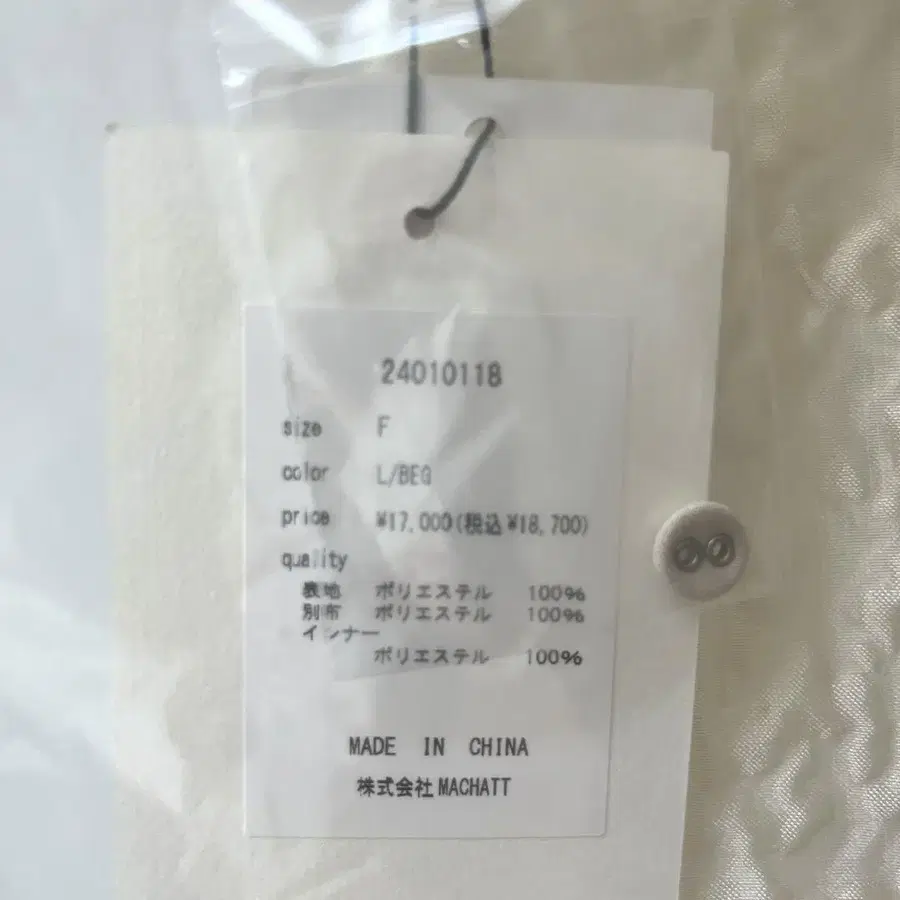 24010118
size F
color L/BEG
price ¥17,000(税込¥18,700)
quality
表地 ポリエステル 100%
別布 ポリエステル 100%
インナー
ポリエステル 100%
MADE IN CHINA
株式会社MACHATT